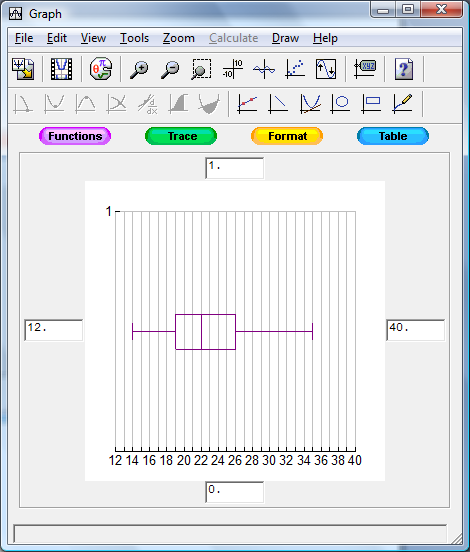 Graph
File Edit View Tools Zoom Calculate Draw Help
Functions Trace Format Table
1.
1
12. 40.
12 14 16 18 20 22 24 26 28 30 32 34 36 38 40
0.